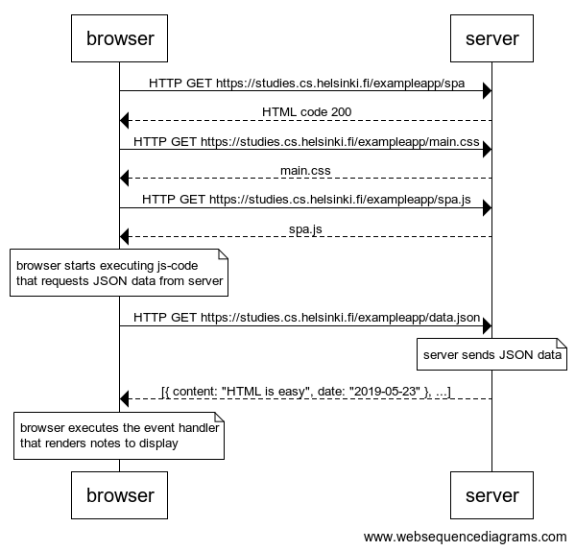 browser server
HTTP GET https://studies.cs.helsinki.fi/exampleapp/spa
HTML code 200
HTTP GET https://studies.cs.helsinki.fi/exampleapp/main.css
main.css
HTTP GET https://studies.cs.helsinki.fi/exampleapp/spa.js
spa.js
browser starts executing js-code
that requests JSON data from server
HTTP GET https://studies.cs.helsinki.fi/exampleapp/data.json
server sends JSON data
[{ content: "HTML is easy", date: "2019-05-23" }, ...]
browser executes the event handler
that renders notes to display
browser server
www.websequencediagrams.com